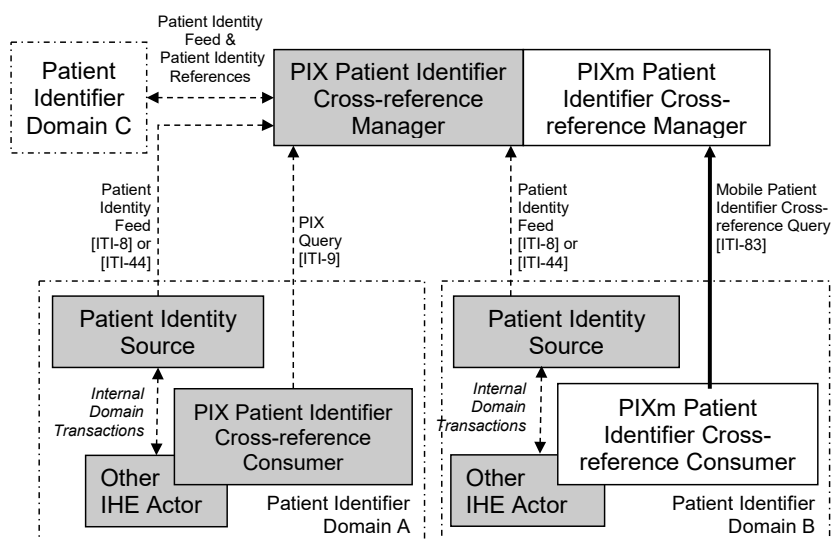 Patient Identity
Feed &
Patient Identity
References
Patient
Identifier
Domain C
PIX Patient Identifier
Cross-reference
Manager
PIXm Patient
Identifier Cross-
reference Manager
Patient
Identity
Feed
[ITI-8] or
[ITI-44]
PIX
Query
[ITI-9]
Patient
Identity
Feed
[ITI-8] or
[ITI-44]
Mobile Patient
Identifier Cross-
reference Query
[ITI-83]
Patient Identity
Source
Internal
Domain
Transactions
PIX Patient Identifier
Cross-reference
Consumer
Other
IHE Actor
Patient Identifier
Domain A
Patient Identity
Source
Internal
Domain
Transactions
PIXm Patient
Identifier Cross-
reference Consumer
Other
IHE Actor
Patient Identifier
Domain B